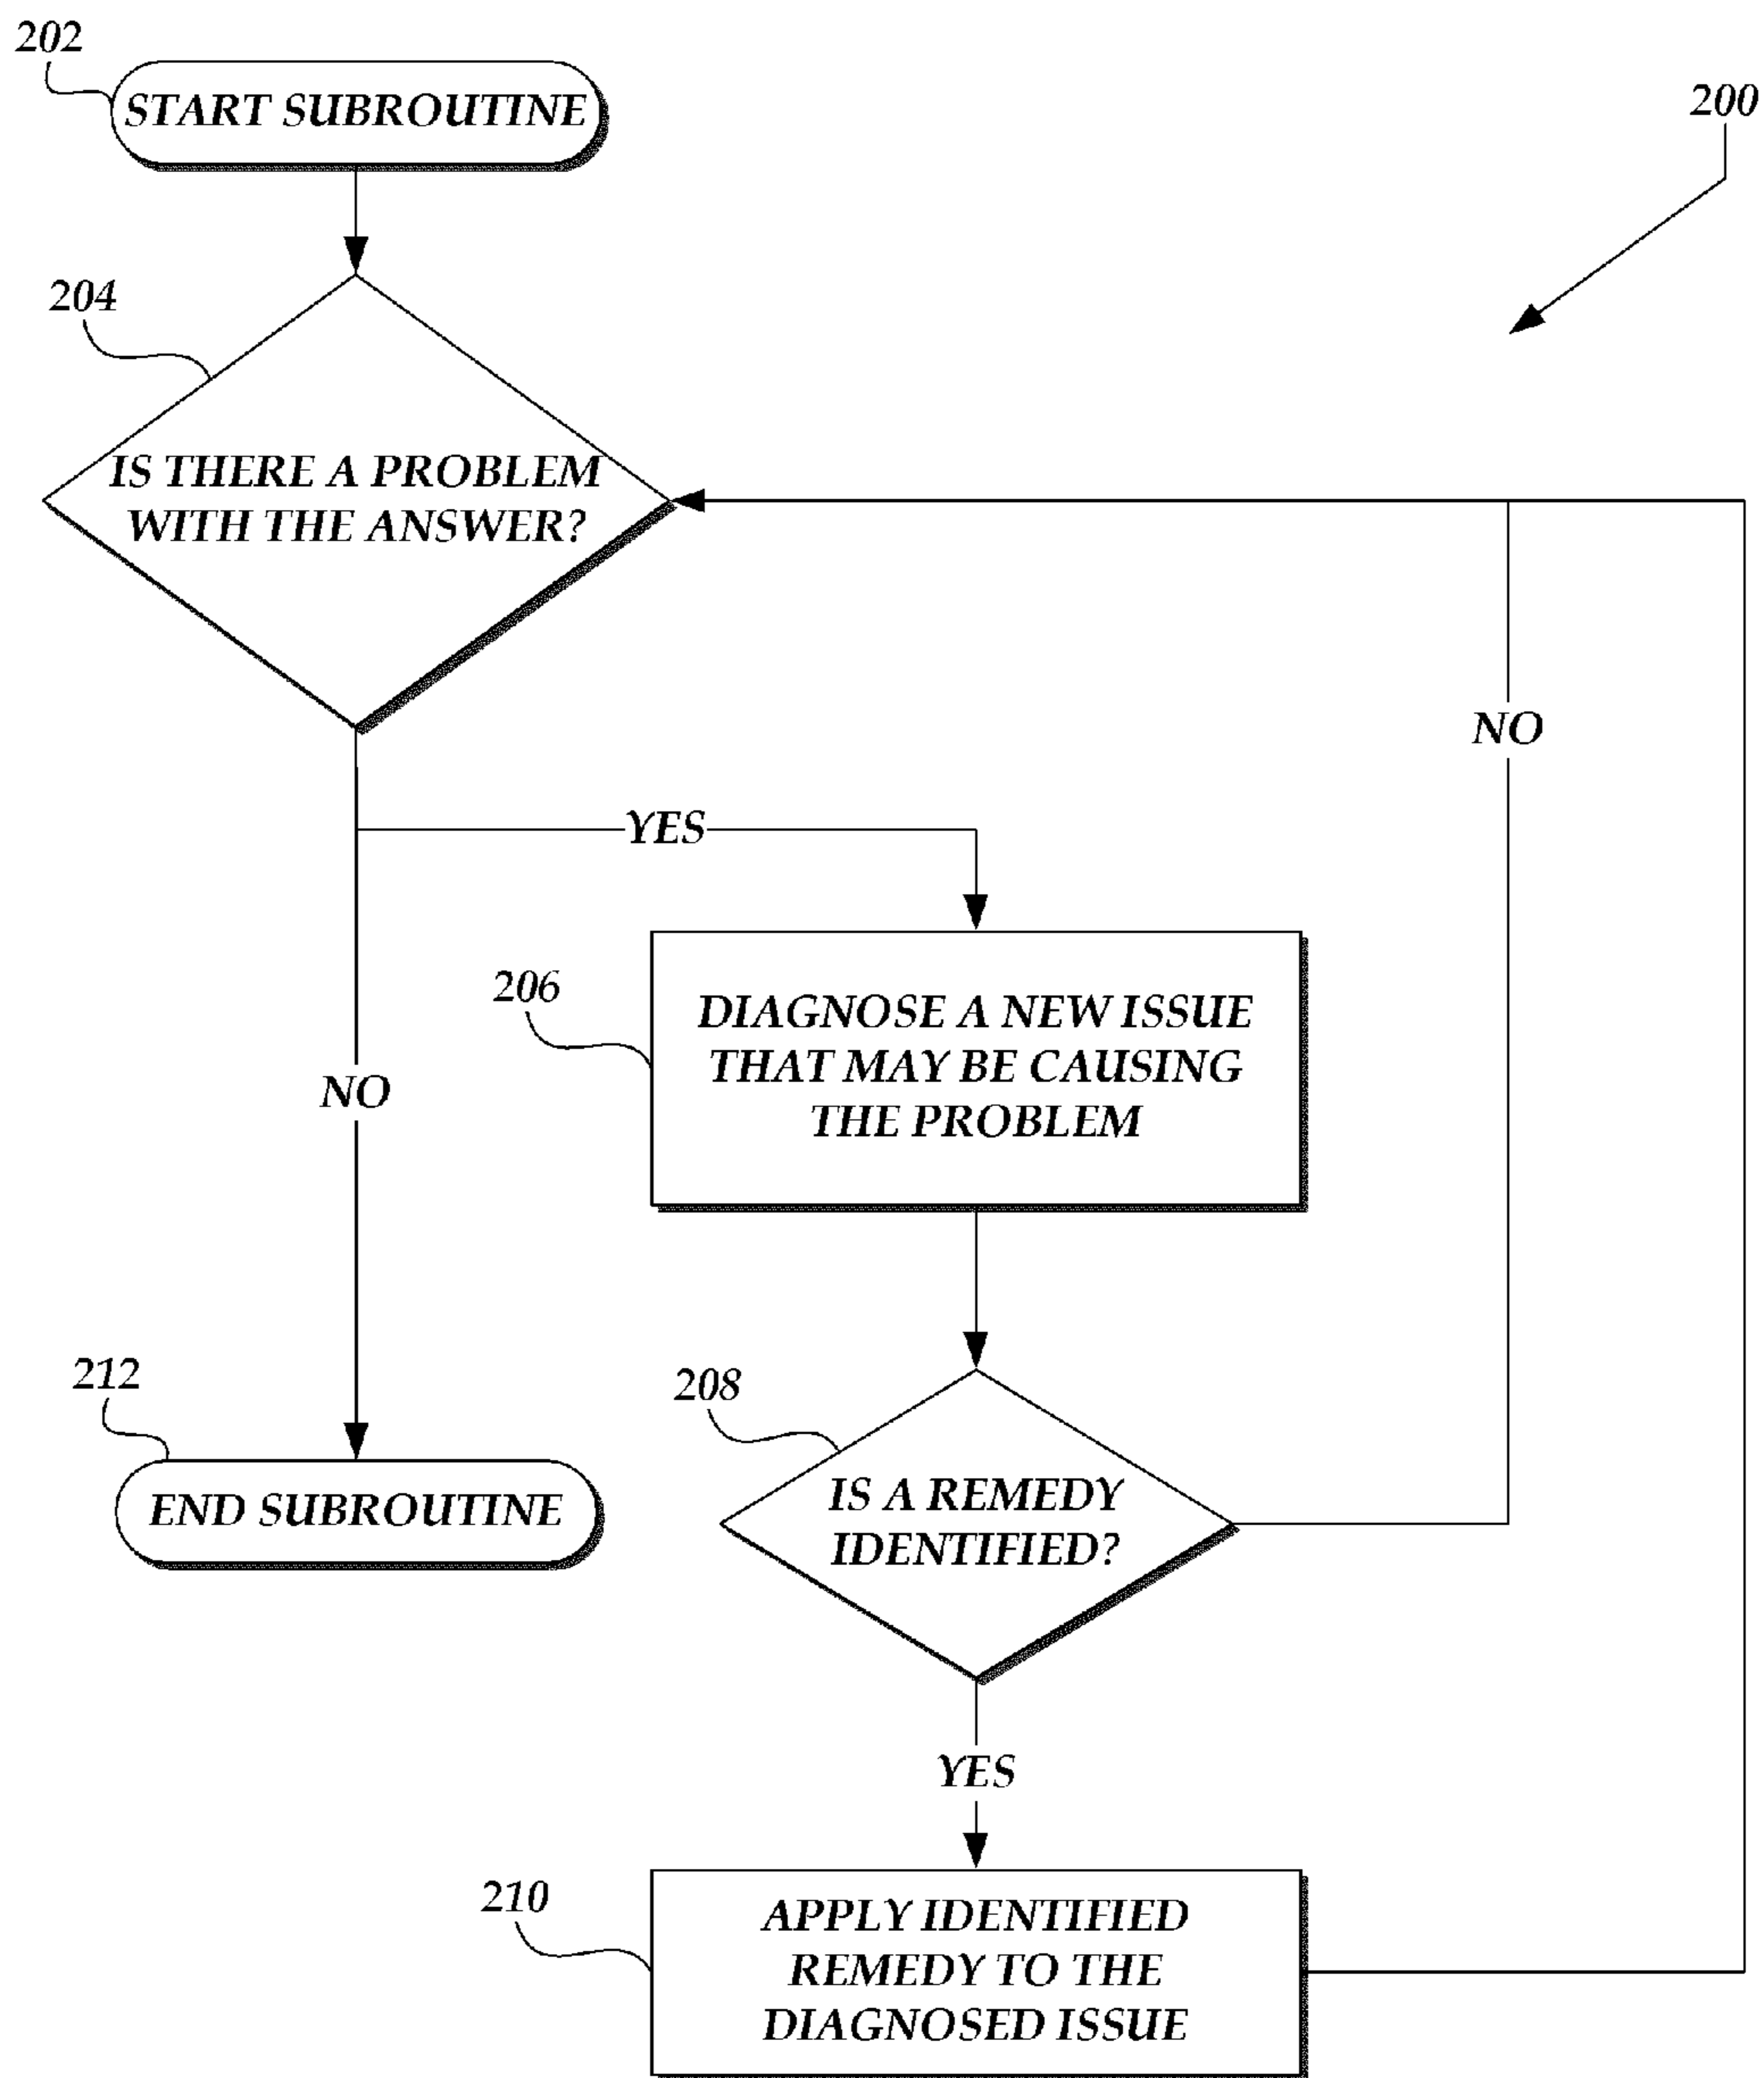 202
START SUBROUTINE
200
204
IS THERE A PROBLEM
WITH THE ANSWER?
NO
YES
206
DIAGNOSE A NEW ISSUE
THAT MAY BE CAUSING
THE PROBLEM
NO
212
END SUBROUTINE
208
IS A REMEDY
IDENTIFIED?
YES
210
APPLY IDENTIFIED
REMEDY TO THE
DIAGNOSED ISSUE